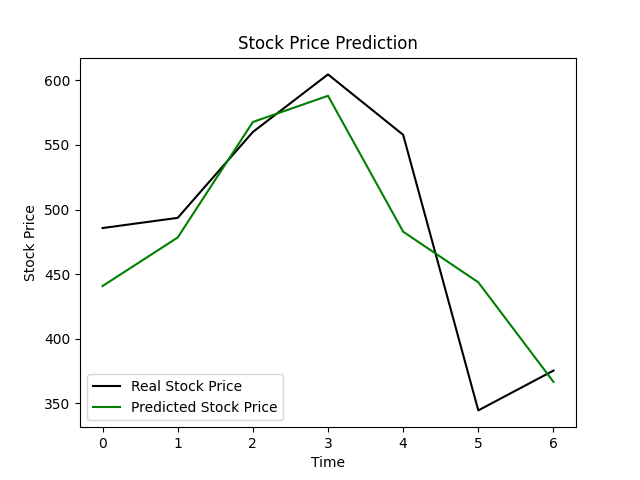 Stock Price Prediction
600
550
500
450
400
350
Stock Price
Real Stock Price
Predicted Stock Price
0 1 2 3 4 5 6
Time